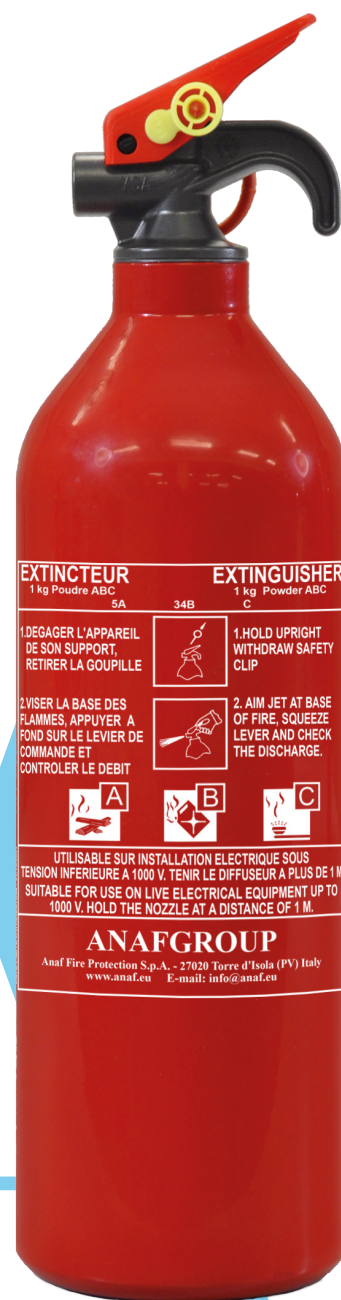 EXTINCTEUR
1 kg Poudre ABC
EXTINGUISHER
1 kg Powder ABC
5A 34B C
1.DEGAGER L'APPAREIL
DE SON SUPPORT,
RETIRER LA GOUPILLE
1.HOLD UPRIGHT
WITHDRAW SAFETY
CLIP
2.VISER LA BASE DES
FLAMMES, APPUYER A
FOND SUR LE LEVIER DE
COMMANDE ET
CONTROLER LE DEBIT
2. AIM JET AT BASE
OF FIRE, SQUEEZE
LEVER AND CHECK
THE DISCHARGE.
A B C
UTILISABLE SUR INSTALLATION ELECTRIQUE SOUS
TENSION INFERIEURE A 1000 V. TENIR LE DIFFUSEUR A PLUS DE 1 M
SUITABLE FOR USE ON LIVE ELECTRICAL EQUIPMENT UP TO
1000 V. HOLD THE NOZZLE AT A DISTANCE OF 1 M.
ANAFGROUP
Anaf Fire Protection S.p.A. - 27020 Torre d'Isola (PV) Italy
www.anaf.eu E-mail: info@anaf.eu